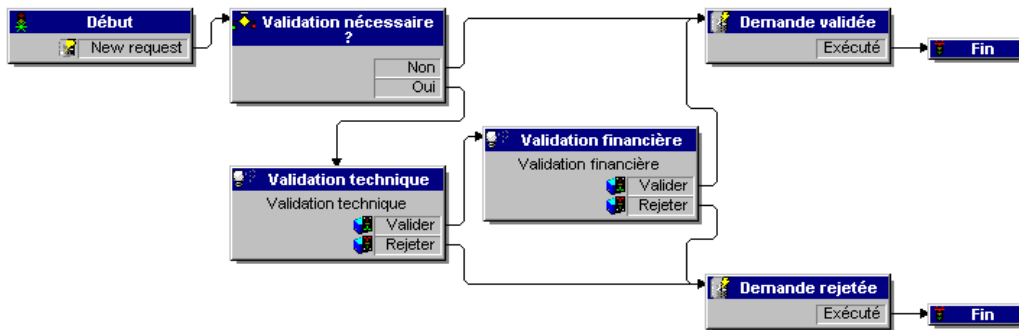 Début
New request
Validation nécessaire
?
Non
Oui
Demande validée
Exécuté
Fin
Validation technique
Validation technique
Valider
Rejeter
Validation financière
Validation financière
Valider
Rejeter
Demande rejetée
Exécuté
Fin